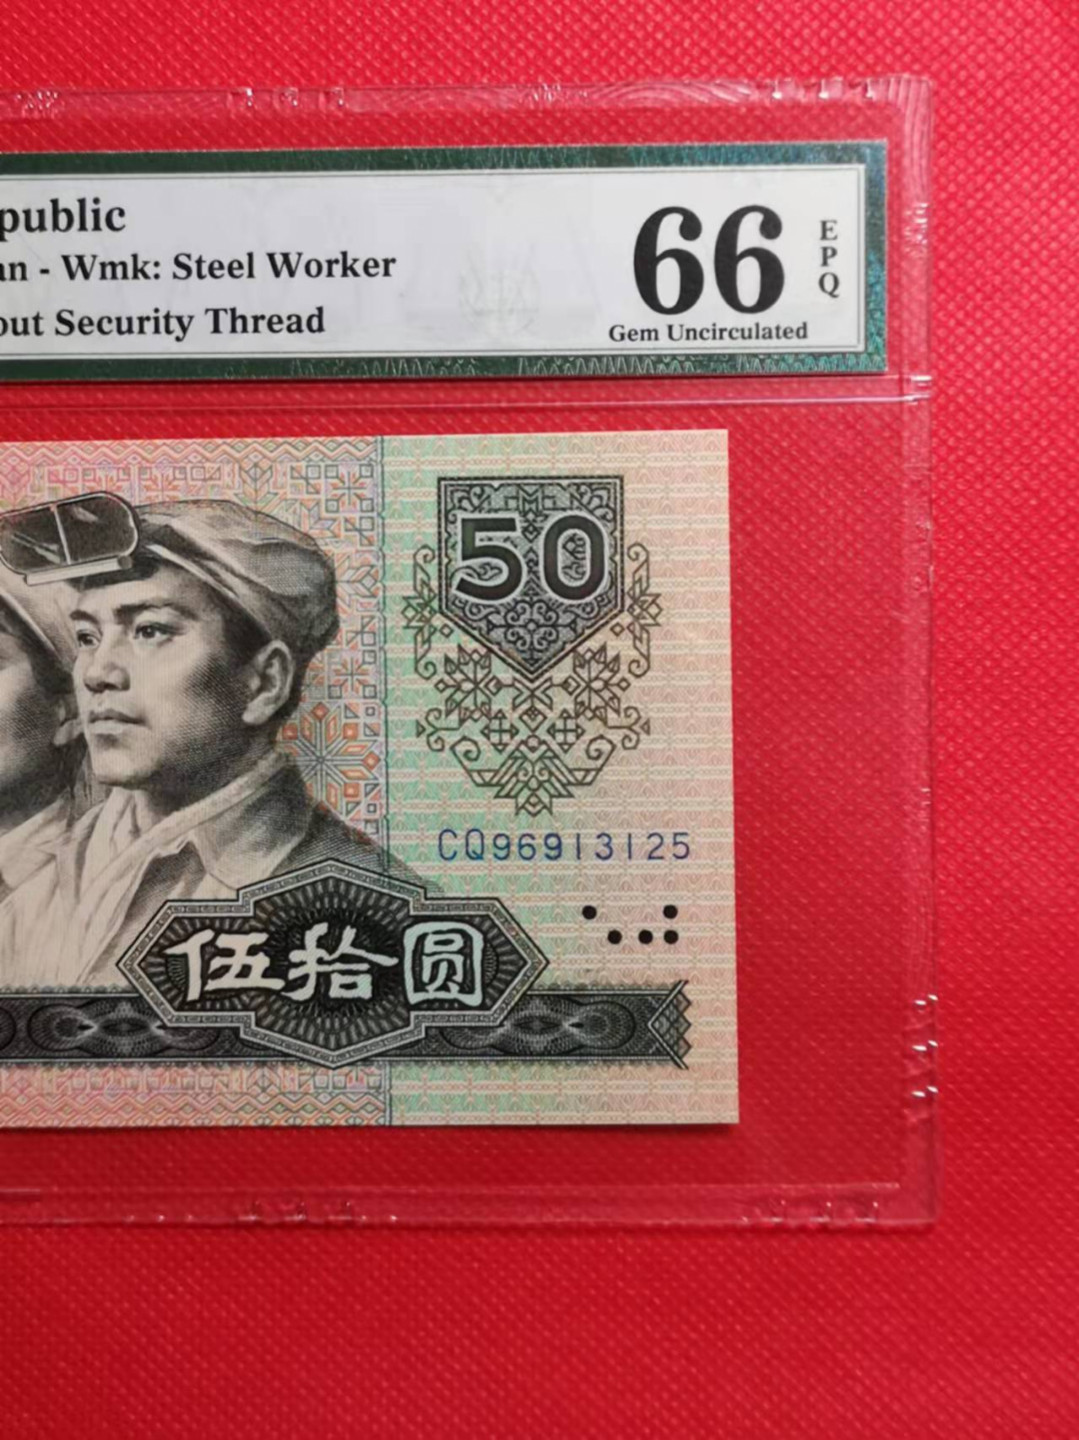 public
an - Wmk: Steel Worker
out Security Thread
66
EPQ
Gem Uncirculated
50
CQ96913125
伍拾圆